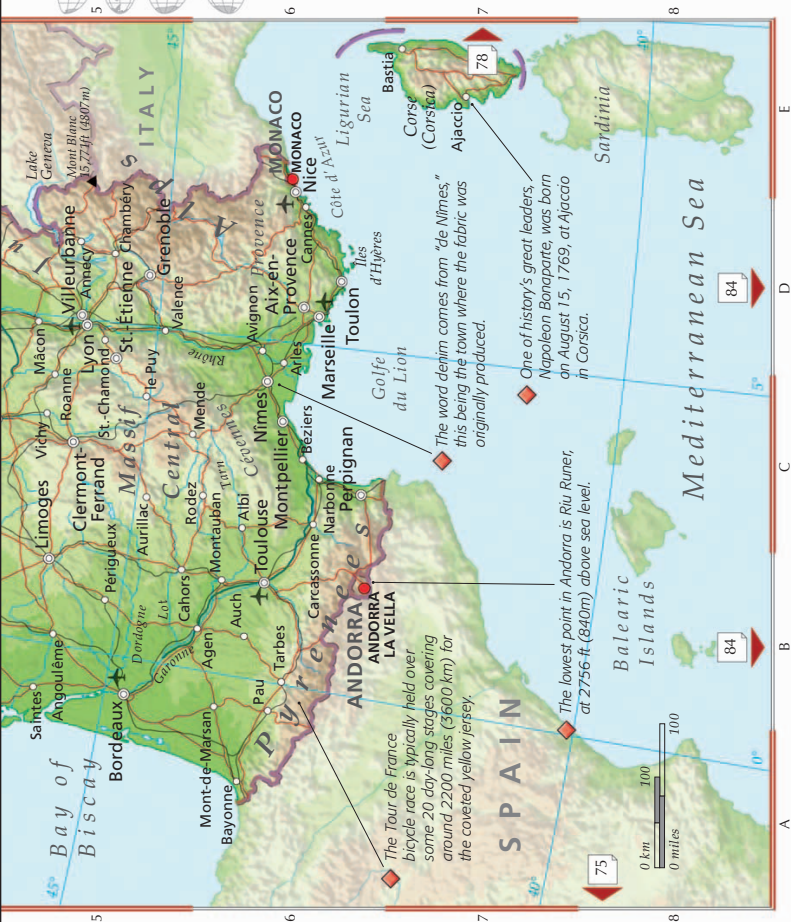 5
6
7
8
5
6
7
8
A
B
C
D
E
45°
45°
40°
40°
0°
5°
Bay of
Biscay
Saintes
Angoulême
Bordeaux
Mont-de-Marsan
Bayonne
Pau
Tarbes
Pyrenees
Limoges
Périgueux
Dordogne
Lot
Garonne
Cahors
Agen
Auch
Montauban
Toulouse
Albi
Tarn
Rodez
Aurillac
Carcassonne
Narbonne
Perpignan
ANDORRA
ANDORRA
LA VELLA
Vichy
Clermont-
Ferrand
Massif
Central
Roanne
Mâcon
St.-Chamond
le Puy
Mende
Cévennes
Nîmes
Montpellier
Béziers
Lyon
Villeurbanne
St.-Étienne
Annecy
Chambéry
Grenoble
Valence
Rhône
Avignon
Arles
Provence
Aix-en-
Provence
Marseille
Toulon
Cannes
Nice
MONACO
MONACO
Côte d'Azur
Îles
d'Hyères
Golfe
du Lion
Lake
Geneva
Mont Blanc
15,771ft (4807m)
Alps
ITALY
Ligurian
Sea
Bastia
Corse
(Corsica)
Ajaccio
78
Sardinia
Mediterranean Sea
84
84
Balearic
Islands
SPAIN
75
The Tour de France
bicycle race is typically held over
some 20 day-long stages covering
around 2200 miles (3600 km) for
the coveted yellow jersey.
The lowest point in Andorra is Riu Runer,
at 2756 ft (840m) above sea level.
The word denim comes from "de Nîmes,"
this being the town where the fabric was
originally produced.
One of history's great leaders,
Napoleon Bonaparte, was born
on August 15, 1769, at Ajaccio
in Corsica.
0 km 100
0 miles 100